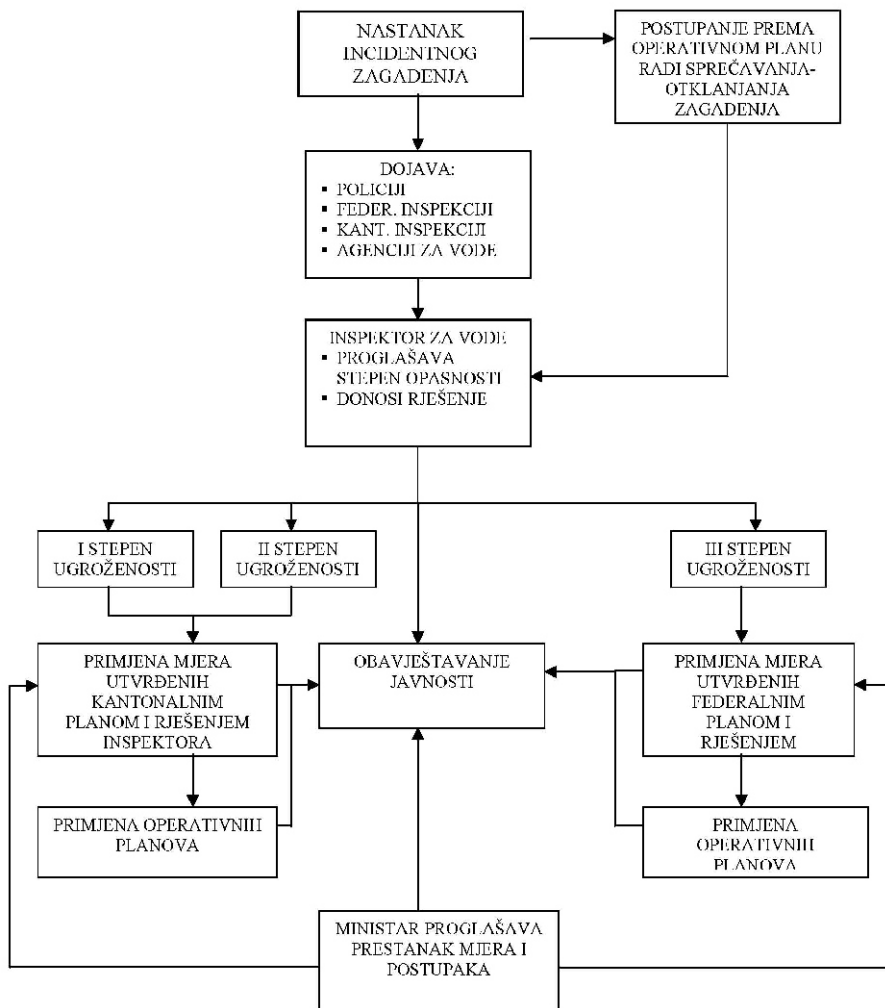 NASTANAK
INCIDENTNOG
ZAGAĐENJA
POSTUPANJE PREMA
OPERATIVNOM PLANU
RADI SPREČAVANJA-
OTKLANJANJA
ZAGAĐENJA
DOJAVA:
▪ POLICIJI
▪ FEDER. INSPEKCIJI
▪ KANT. INSPEKCIJI
▪ AGENCIJI ZA VODE
INSPEKTOR ZA VODE
▪ PROGLAŠAVA
STEPEN OPASNOSTI
▪ DONOSI RJEŠENJE
I STEPEN
UGROŽENOSTI
II STEPEN
UGROŽENOSTI
III STEPEN
UGROŽENOSTI
PRIMJENA MJERA
UTVRĐENIH
KANTONALNIM
PLANOM I RJEŠENJEM
INSPEKTORA
OBAVJEŠTAVANJE
JAVNOSTI
PRIMJENA MJERA
UTVRĐENIH
FEDERALNIM
PLANOM I
RJEŠENJEM
PRIMJENA OPERATIVNIH
PLANOVA
PRIMJENA
OPERATIVNIH
PLANOVA
MINISTAR PROGLAŠAVA
PRESTANAK MJERA I
POSTUPAKA